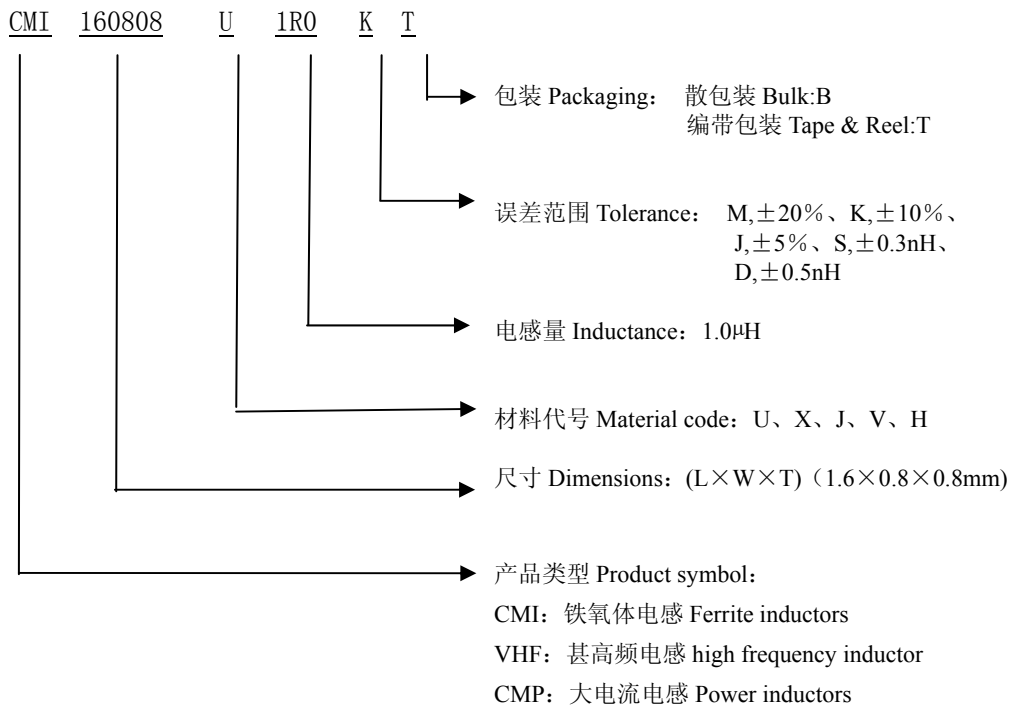 CMI 160808 U 1R0 K T
包装 Packaging： 散包装 Bulk:B
编带包装 Tape & Reel:T
误差范围 Tolerance： M,±20％、K,±10％、
J,±5％、S,±0.3nH、
D,±0.5nH
电感量 Inductance：1.0μH
材料代号 Material code：U、X、J、V、H
尺寸 Dimensions：(L×W×T)（1.6×0.8×0.8mm)
产品类型 Product symbol：
CMI：铁氧体电感 Ferrite inductors
VHF：甚高频电感 high frequency inductor
CMP：大电流电感 Power inductors